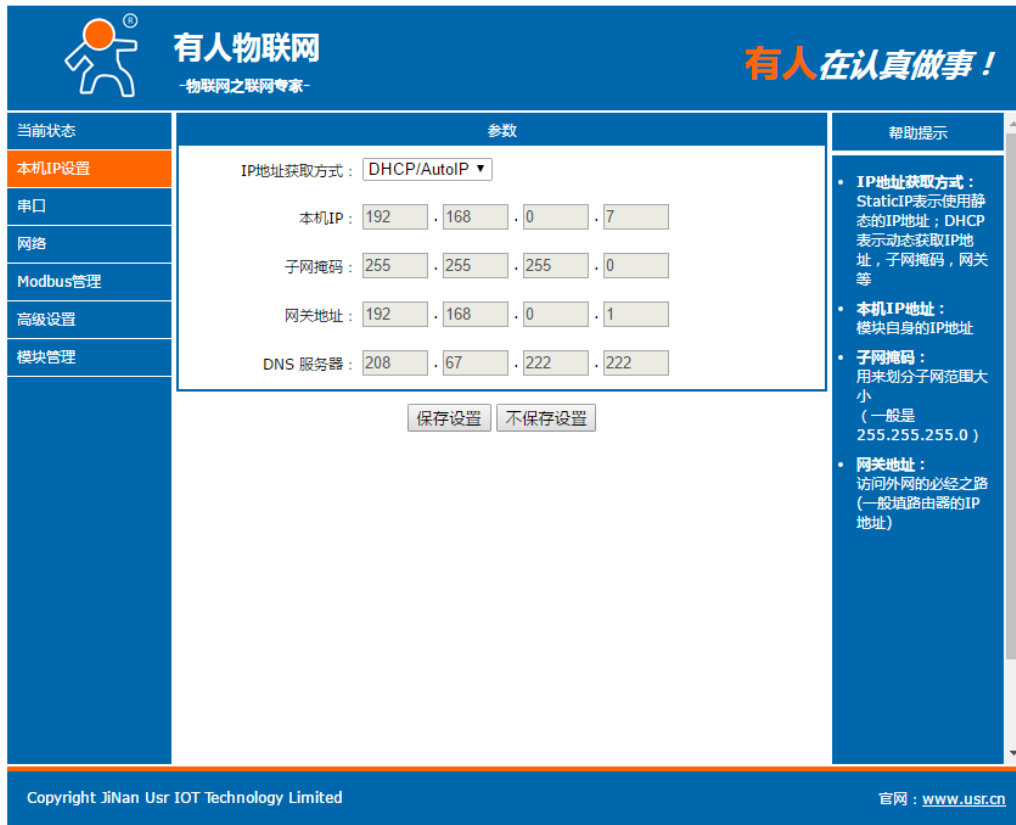 ®
有人物联网
-物联网之联网专家-
有人在认真做事！
当前状态
本机IP设置
串口
网络
Modbus管理
高级设置
模块管理
参数
IP地址获取方式： DHCP/AutoIP
本机IP： 192 . 168 . 0 . 7
子网掩码： 255 . 255 . 255 . 0
网关地址： 192 . 168 . 0 . 1
DNS 服务器： 208 . 67 . 222 . 222
保存设置 不保存设置
帮助提示
• IP地址获取方式：
StaticIP表示使用静
态的IP地址；DHCP
表示动态获取IP地
址，子网掩码，网关
等
• 本机IP地址：
模块自身的IP地址
• 子网掩码：
用来划分子网范围大
小
（一般是
255.255.255.0 ）
• 网关地址：
访问外网的必经之路
(一般填路由器的IP
地址)
Copyright JiNan Usr IOT Technology Limited
官网：www.usr.cn